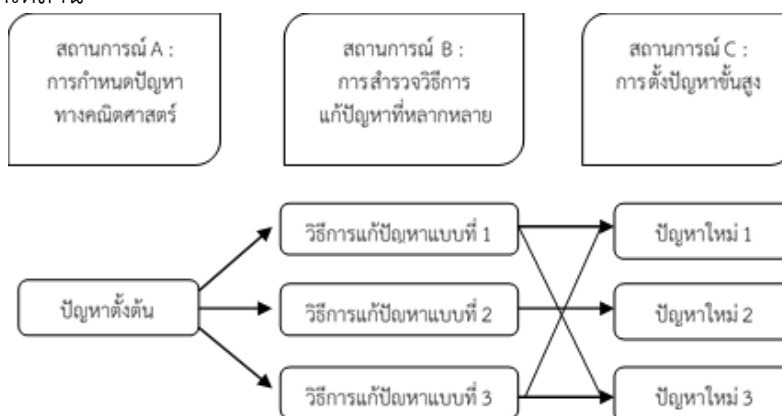 สถานการณ์ A :
การกำหนดปัญหา
ทางคณิตศาสตร์
สถานการณ์ B :
การสำรวจวิธีการ
แก้ปัญหาที่หลากหลาย
สถานการณ์ C :
การตั้งปัญหาขั้นสูง
ปัญหาตั้งต้น
วิธีการแก้ปัญหาแบบที่ 1
วิธีการแก้ปัญหาแบบที่ 2
วิธีการแก้ปัญหาแบบที่ 3
ปัญหาใหม่ 1
ปัญหาใหม่ 2
ปัญหาใหม่ 3